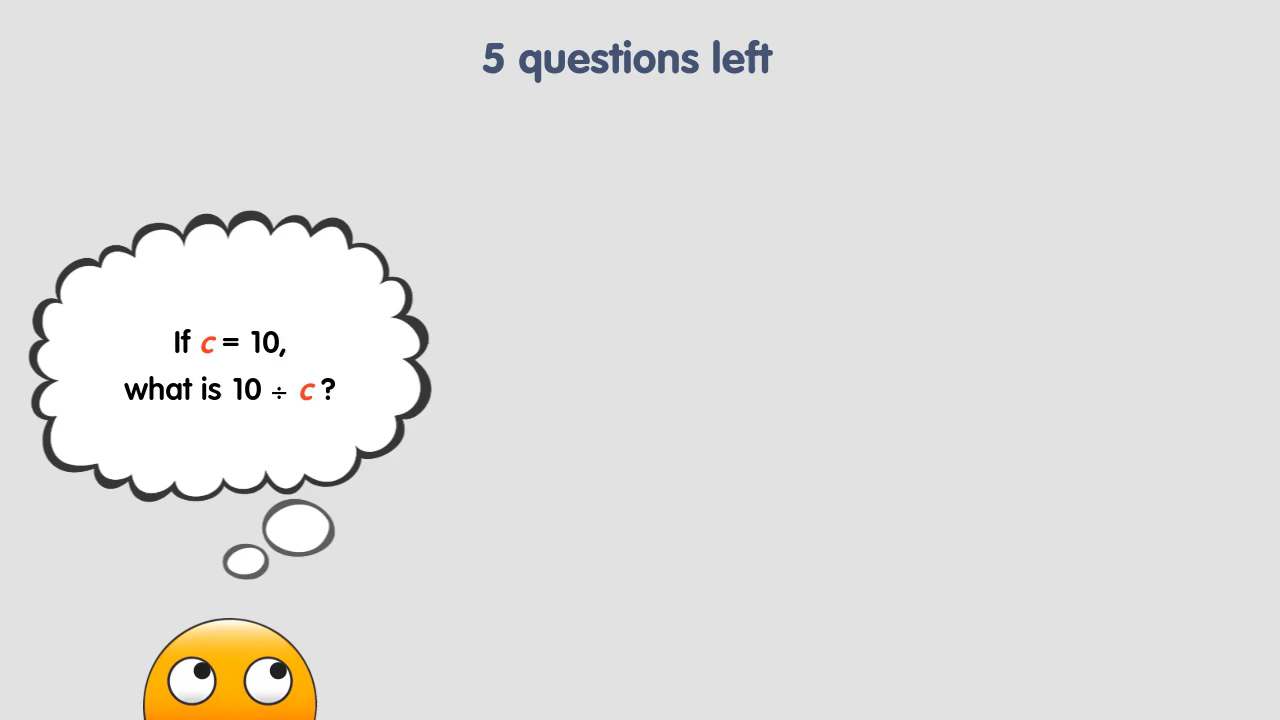 5 questions left
If c = 10,
what is 10 ÷ c ?